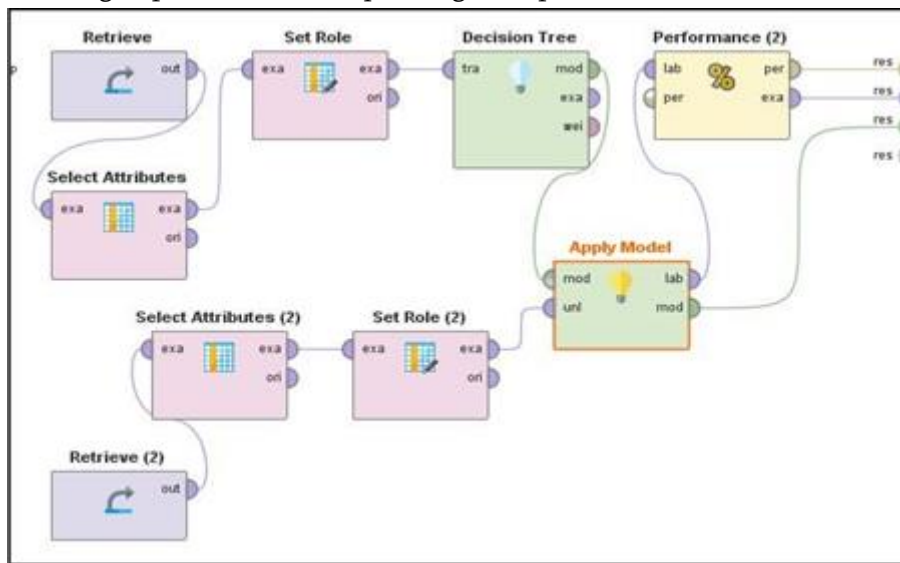 Retrieve
out
Set Role
exa exa
ori
Decision Tree
tra mod
exa
wei
Performance (2)
lab per
per exa
res
res
res
res
Select Attributes
exa exa
ori
Apply Model
mod lab
unl mod
Select Attributes (2)
exa exa
ori
Set Role (2)
exa exa
ori
Retrieve (2)
out